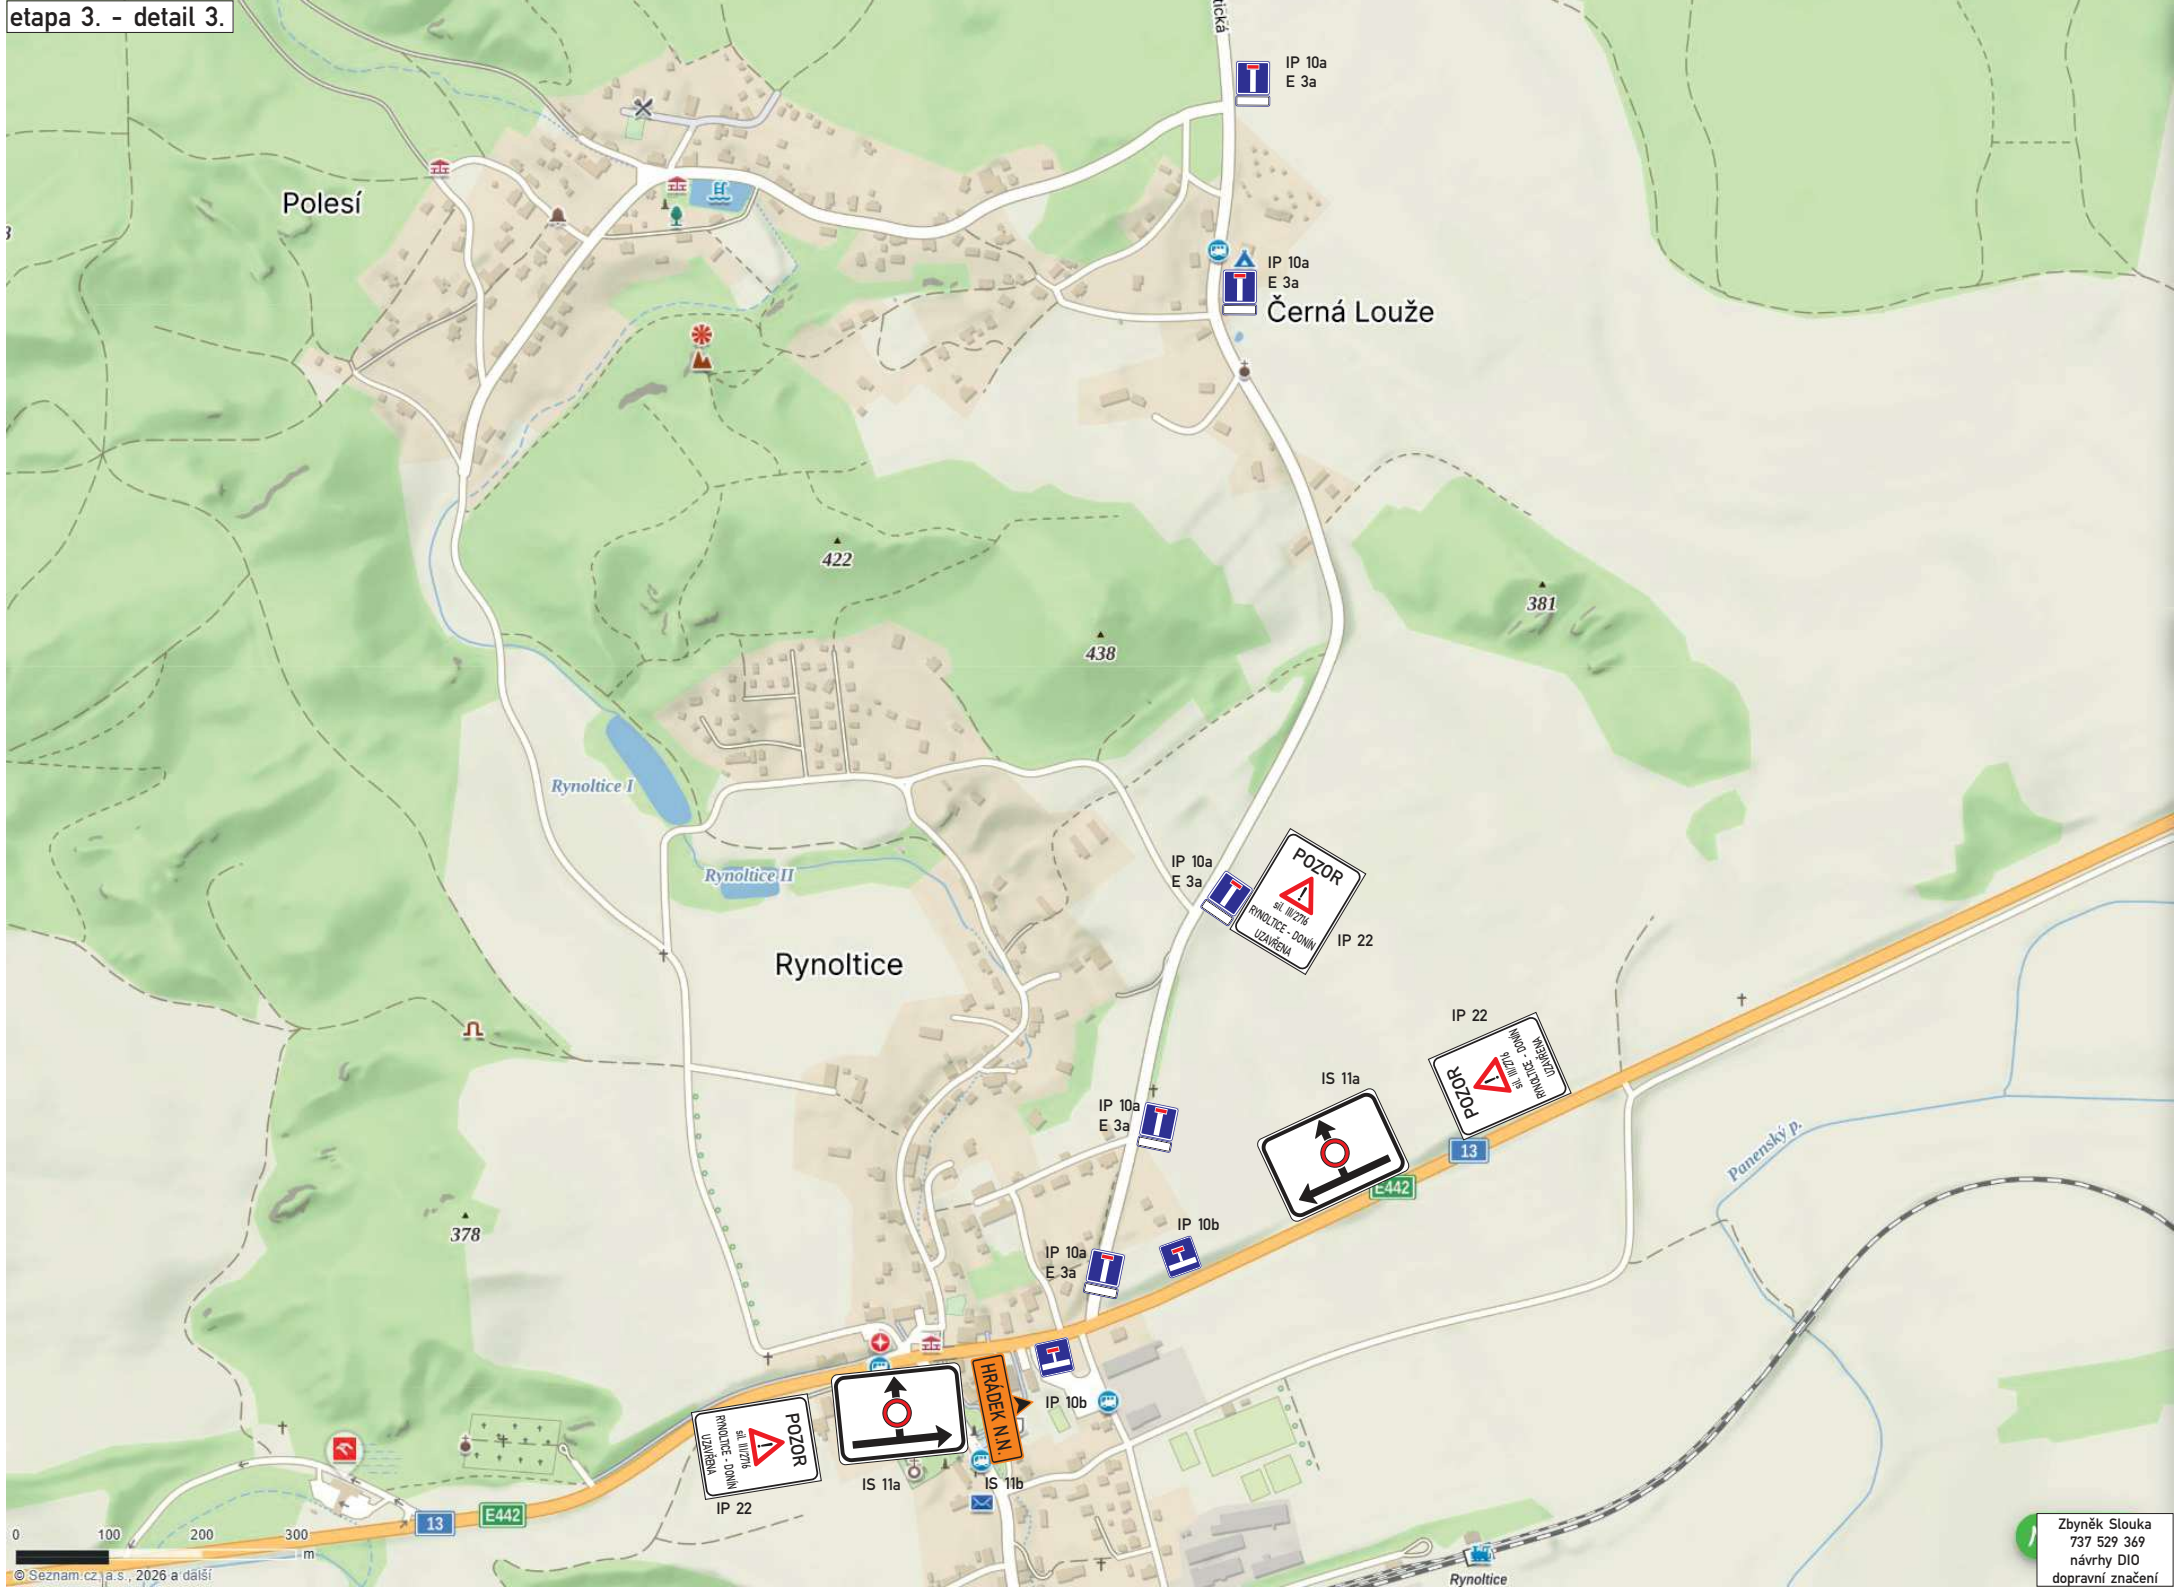 etapa 3. - detail 3.
tická
IP 10a
E 3a
Polesí
IP 10a
E 3a
Černá Louže
422
381
438
Rynoltice I
Rynoltice II
IP 10a
E 3a
POZOR
!
sil. III/2716
RYNOLTICE - DONÍN
UZAVŘENA
IP 22
Rynoltice
IP 22
POZOR
!
sil. III/2716
RYNOLTICE - DONÍN
UZAVŘENA
IS 11a
IP 10a
E 3a
13
E442
Panenský p.
378
IP 10b
IP 10a
E 3a
HRÁDEK N.N.
IP 10b
POZOR
!
sil. III/2716
RYNOLTICE - DONÍN
UZAVŘENA
IS 11a
IS 11b
IP 22
E442
13
0 100 200 300
m
© Seznam.cz, a.s., 2026 a další
Rynoltice
Zbyněk Slouka
737 529 369
návrhy DIO
dopravní značení